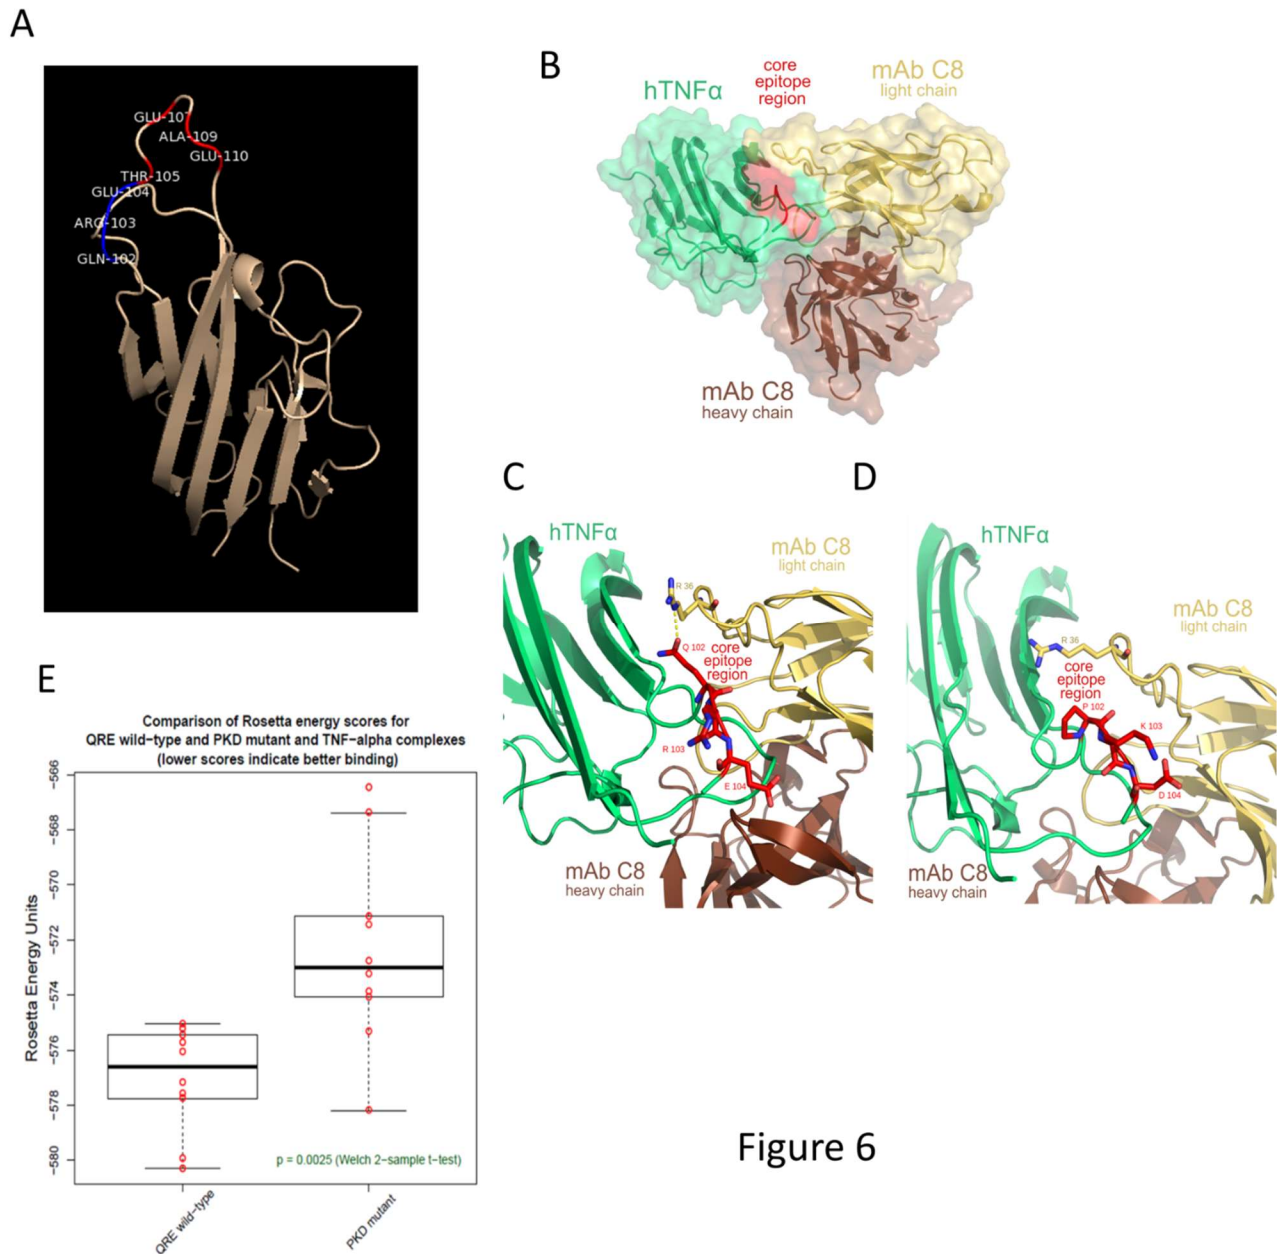 A
GLU-107
ALA-109
GLU-110
THR-105
GLU-104
ARG-103
GLN-102
B
hTNFα
core
epitope
region
mAb C8
light chain
mAb C8
heavy chain
C
hTNFα
mAb C8
light chain
R 36
Q 102
core
epitope
region
R 103
E 104
mAb C8
heavy chain
D
hTNFα
mAb C8
light chain
R 36
core
epitope
region
P 102
K 103
D 104
mAb C8
heavy chain
E
Comparison of Rosetta energy scores for
QRE wild−type and PKD mutant and TNF−alpha complexes
(lower scores indicate better binding)
Rosetta Energy Units
−566
−568
−570
−572
−574
−576
−578
−580
p = 0.0025 (Welch 2−sample t−test)
QRE wild−type
PKD mutant
Figure 6